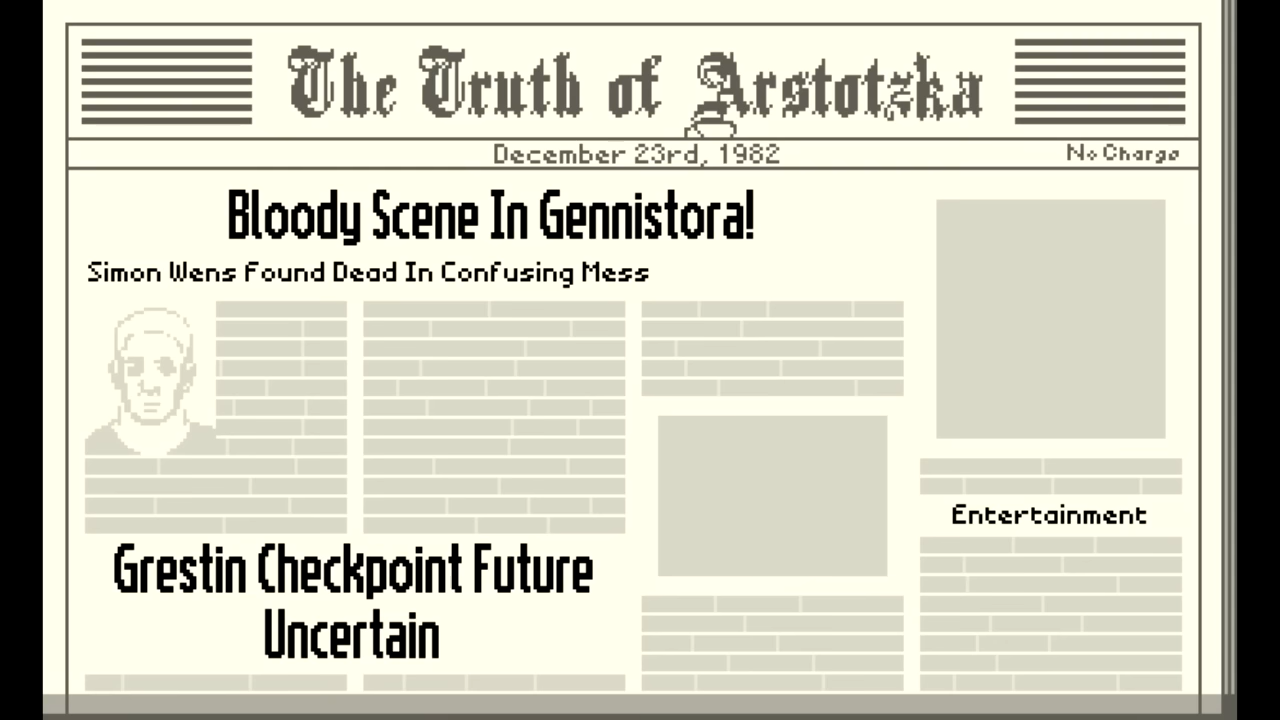 The Truth of Arstotzka
December 23rd, 1982
No Charge
Bloody Scene In Gennistora!
Simon Wens Found Dead In Confusing Mess
Grestin Checkpoint Future
Uncertain
Entertainment